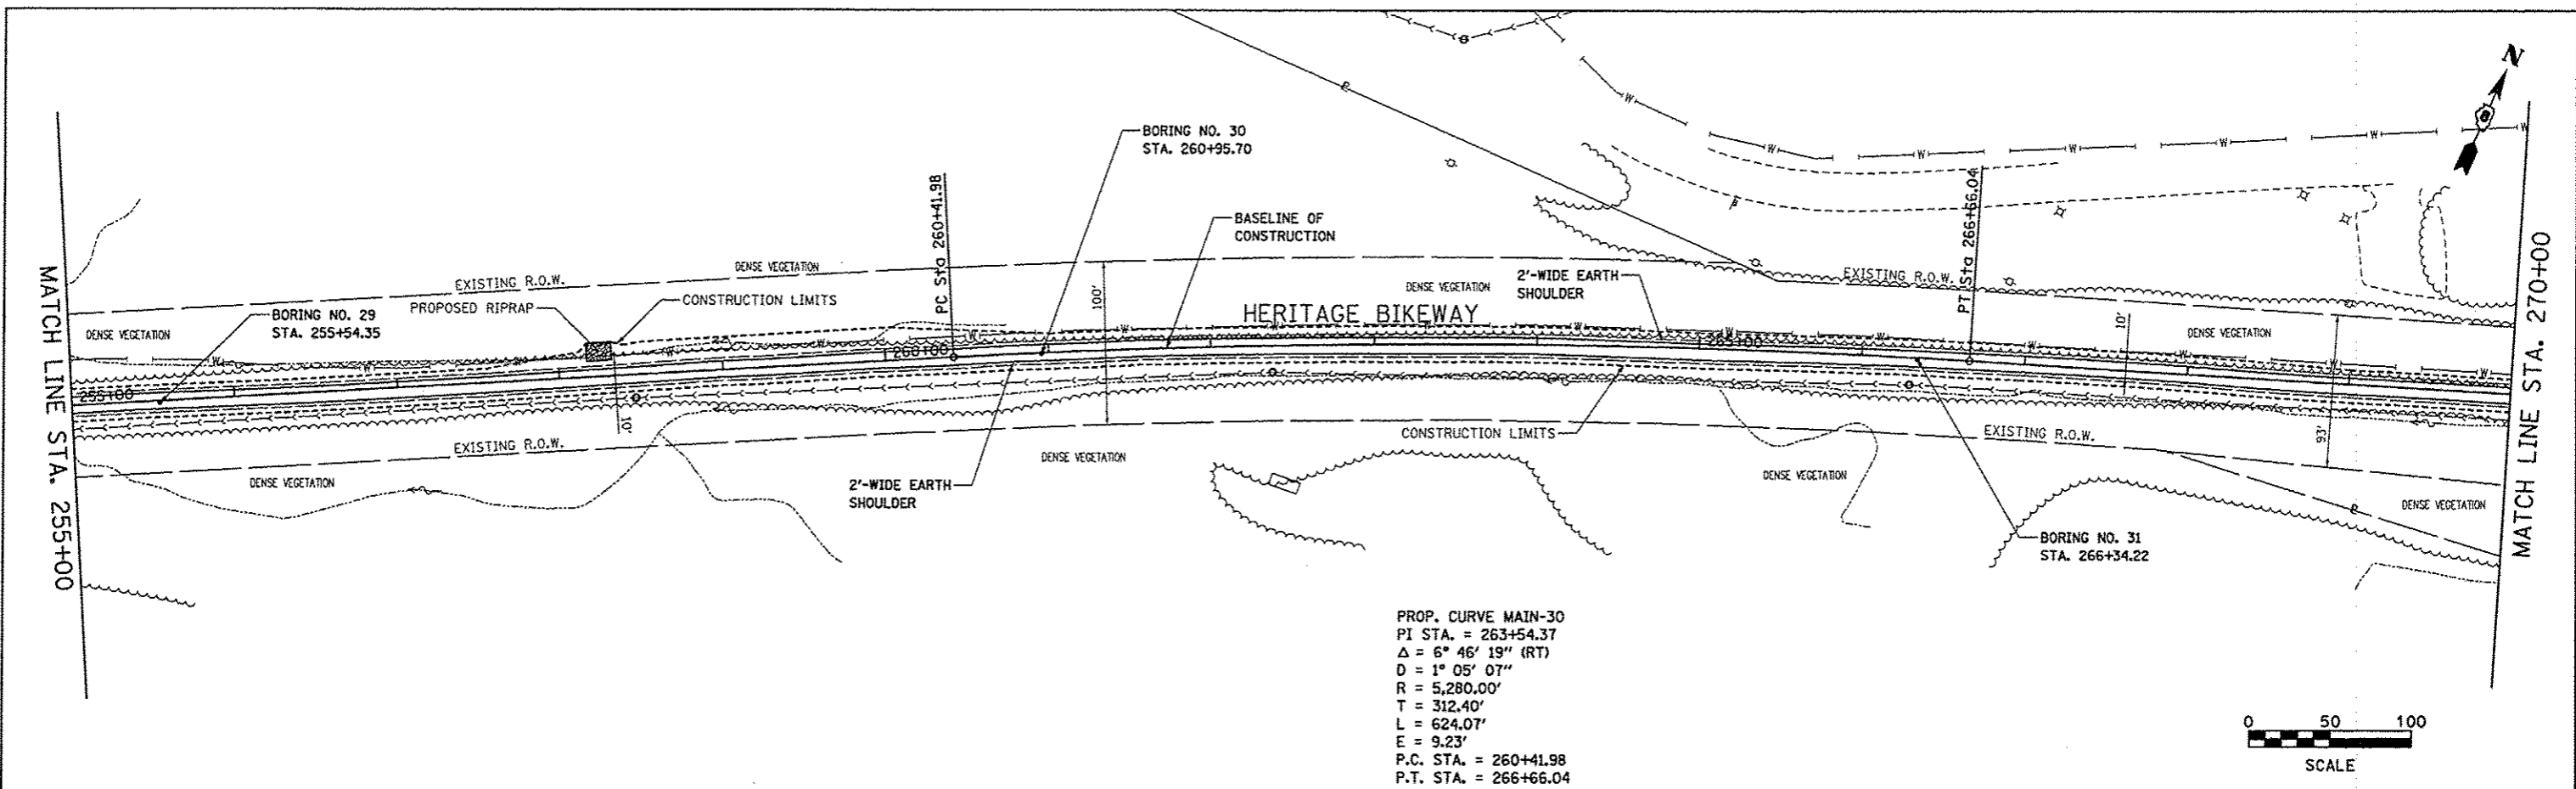 N
BORING NO. 30
STA. 260+95.70
PC Sta 260+41.98
BASELINE OF
CONSTRUCTION
PT Sta 266+66.04
MATCH LINE STA. 255+00
MATCH LINE STA. 270+00
EXISTING R.O.W.
DENSE VEGETATION
2'-WIDE EARTH
SHOULDER
EXISTING R.O.W.
DENSE VEGETATION
PROPOSED RIPRAP
CONSTRUCTION LIMITS
100'
HERITAGE BIKEWAY
BORING NO. 29
STA. 255+54.35
DENSE VEGETATION
10'
DENSE VEGETATION
W W W W W W W
W W W W W W W W W W W W W W W
260+00
265+00
255+00
10'
EXISTING R.O.W.
CONSTRUCTION LIMITS
EXISTING R.O.W.
93'
DENSE VEGETATION
DENSE VEGETATION
DENSE VEGETATION
2'-WIDE EARTH
SHOULDER
DENSE VEGETATION
BORING NO. 31
STA. 266+34.22
PROP. CURVE MAIN-30
PI STA. = 263+54.37
Δ = 6° 46' 19" (RT)
D = 1° 05' 07"
R = 5,280.00'
T = 312.40'
L = 624.07'
E = 9.23'
P.C. STA. = 260+41.98
P.T. STA. = 266+66.04
0 50 100
SCALE